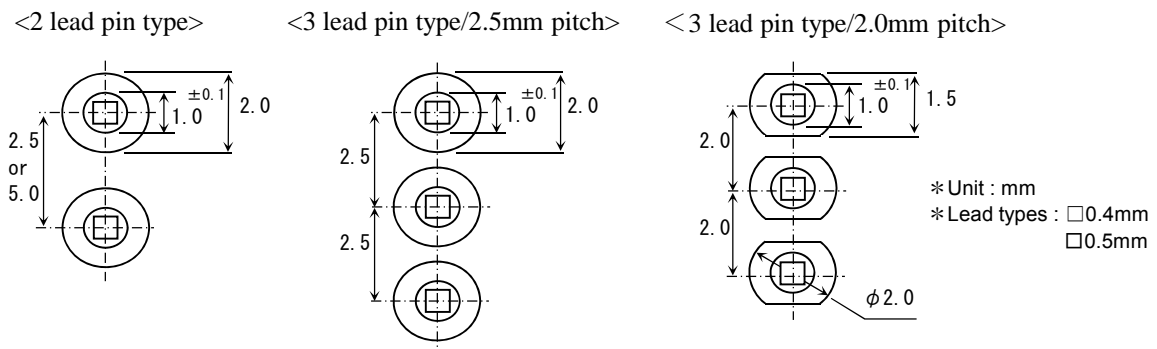 <2 lead pin type>
2.5
or
5.0
1.0 ±0.1
2.0
<3 lead pin type/2.5mm pitch>
2.5
2.5
1.0 ±0.1
2.0
＜3 lead pin type/2.0mm pitch>
2.0
2.0
1.0 ±0.1
1.5
φ2.0
＊Unit : mm
＊Lead types : □0.4mm
□0.5mm